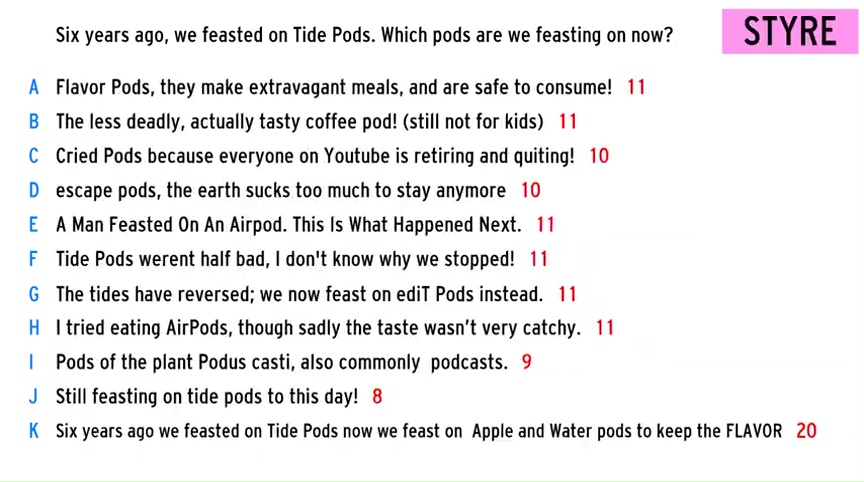 Six years ago, we feasted on Tide Pods. Which pods are we feasting on now?
STYRE
A Flavor Pods, they make extravagant meals, and are safe to consume! 11
B The less deadly, actually tasty coffee pod! (still not for kids) 11
C Cried Pods because everyone on Youtube is retiring and quiting! 10
D escape pods, the earth sucks too much to stay anymore 10
E A Man Feasted On An Airpod. This Is What Happened Next. 11
F Tide Pods werent half bad, I don't know why we stopped! 11
G The tides have reversed; we now feast on ediT Pods instead. 11
H I tried eating AirPods, though sadly the taste wasn't very catchy. 11
I Pods of the plant Podus casti, also commonly podcasts. 9
J Still feasting on tide pods to this day! 8
K Six years ago we feasted on Tide Pods now we feast on Apple and Water pods to keep the FLAVOR 20